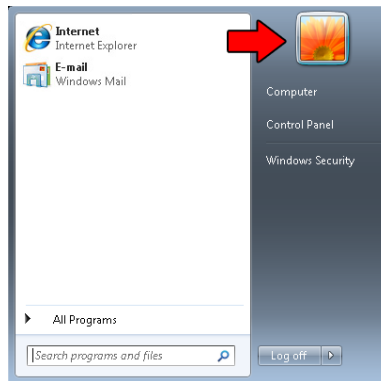 Internet
Internet Explorer
E-mail
Windows Mail
All Programs
Search programs and files
Computer
Control Panel
Windows Security
Log off